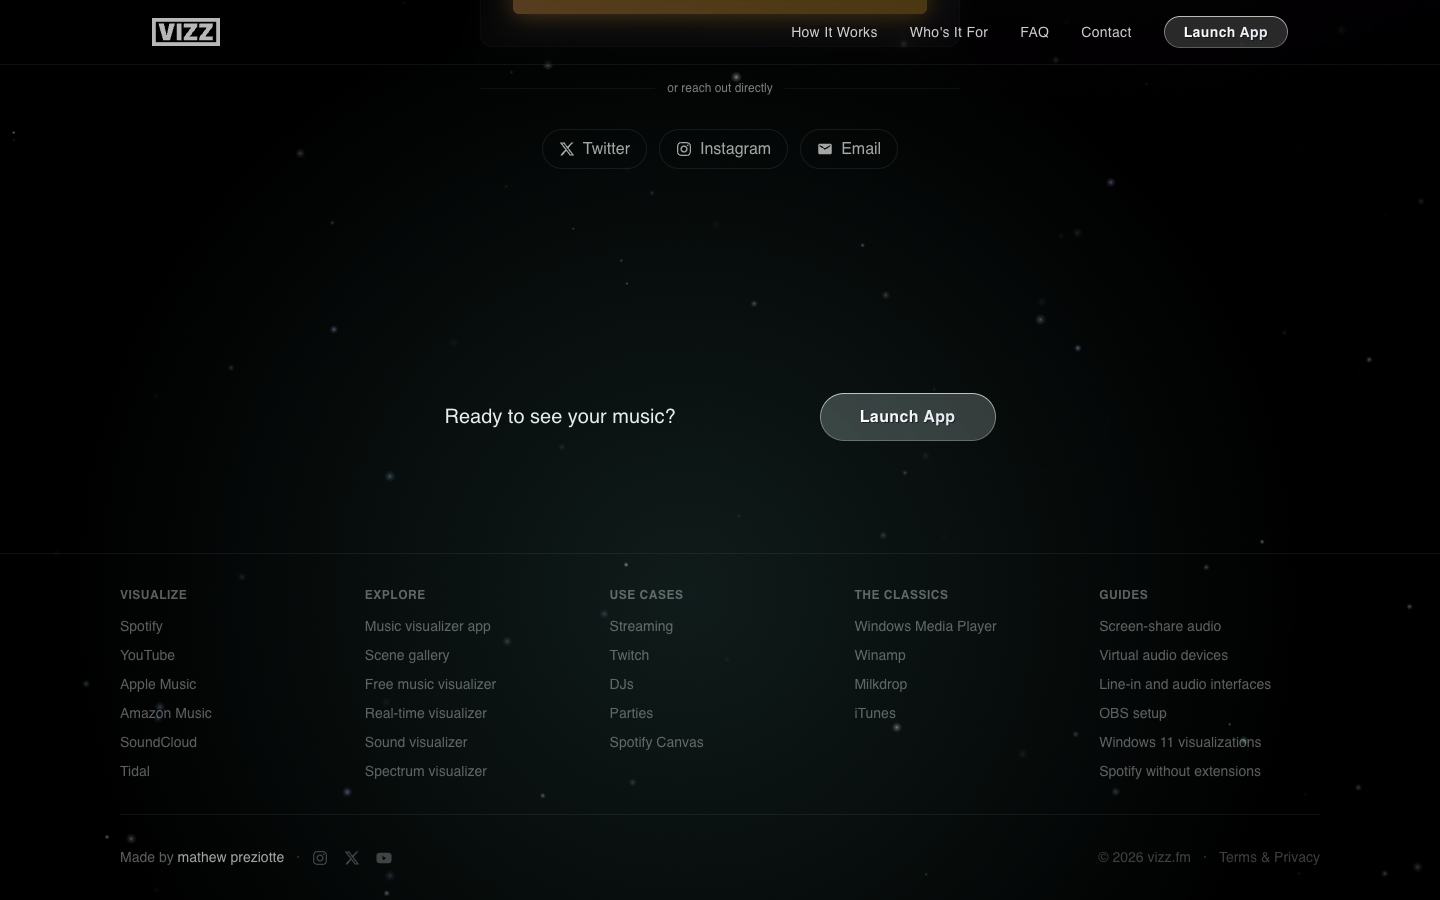 VIZZ
How It Works
Who's It For
FAQ
Contact
Launch App
or reach out directly
Twitter
Instagram
Email
Ready to see your music?
Launch App
VISUALIZE
Spotify
YouTube
Apple Music
Amazon Music
SoundCloud
Tidal
EXPLORE
Music visualizer app
Scene gallery
Free music visualizer
Real-time visualizer
Sound visualizer
Spectrum visualizer
USE CASES
Streaming
Twitch
DJs
Parties
Spotify Canvas
THE CLASSICS
Windows Media Player
Winamp
Milkdrop
iTunes
GUIDES
Screen-share audio
Virtual audio devices
Line-in and audio interfaces
OBS setup
Windows 11 visualizations
Spotify without extensions
Made by mathew preziotte ·
© 2026 vizz.fm · Terms & Privacy